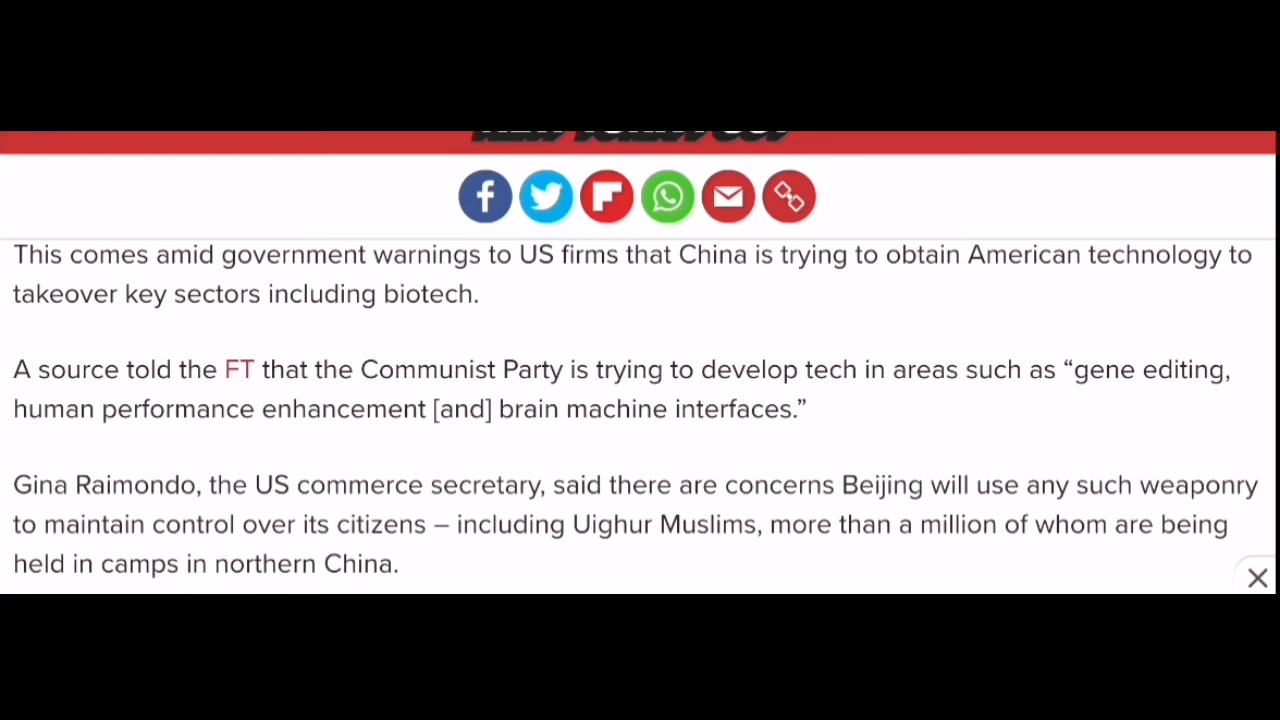 This comes amid government warnings to US firms that China is trying to obtain American technology to
takeover key sectors including biotech.
A source told the FT that the Communist Party is trying to develop tech in areas such as “gene editing,
human performance enhancement [and] brain machine interfaces.”
Gina Raimondo, the US commerce secretary, said there are concerns Beijing will use any such weaponry
to maintain control over its citizens – including Uighur Muslims, more than a million of whom are being
held in camps in northern China.